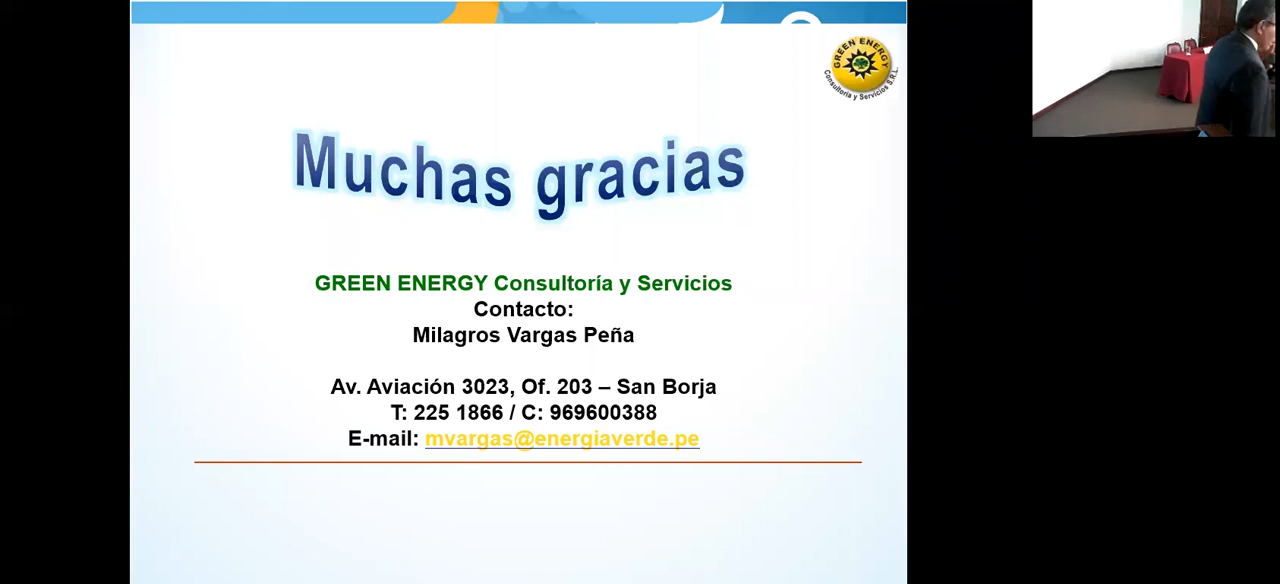 GREEN ENERGY
Consultoría y Servicios S.R.L.
Muchas gracias
GREEN ENERGY Consultoría y Servicios
Contacto:
Milagros Vargas Peña
Av. Aviación 3023, Of. 203 – San Borja
T: 225 1866 / C: 969600388
E-mail: mvargas@energiaverde.pe